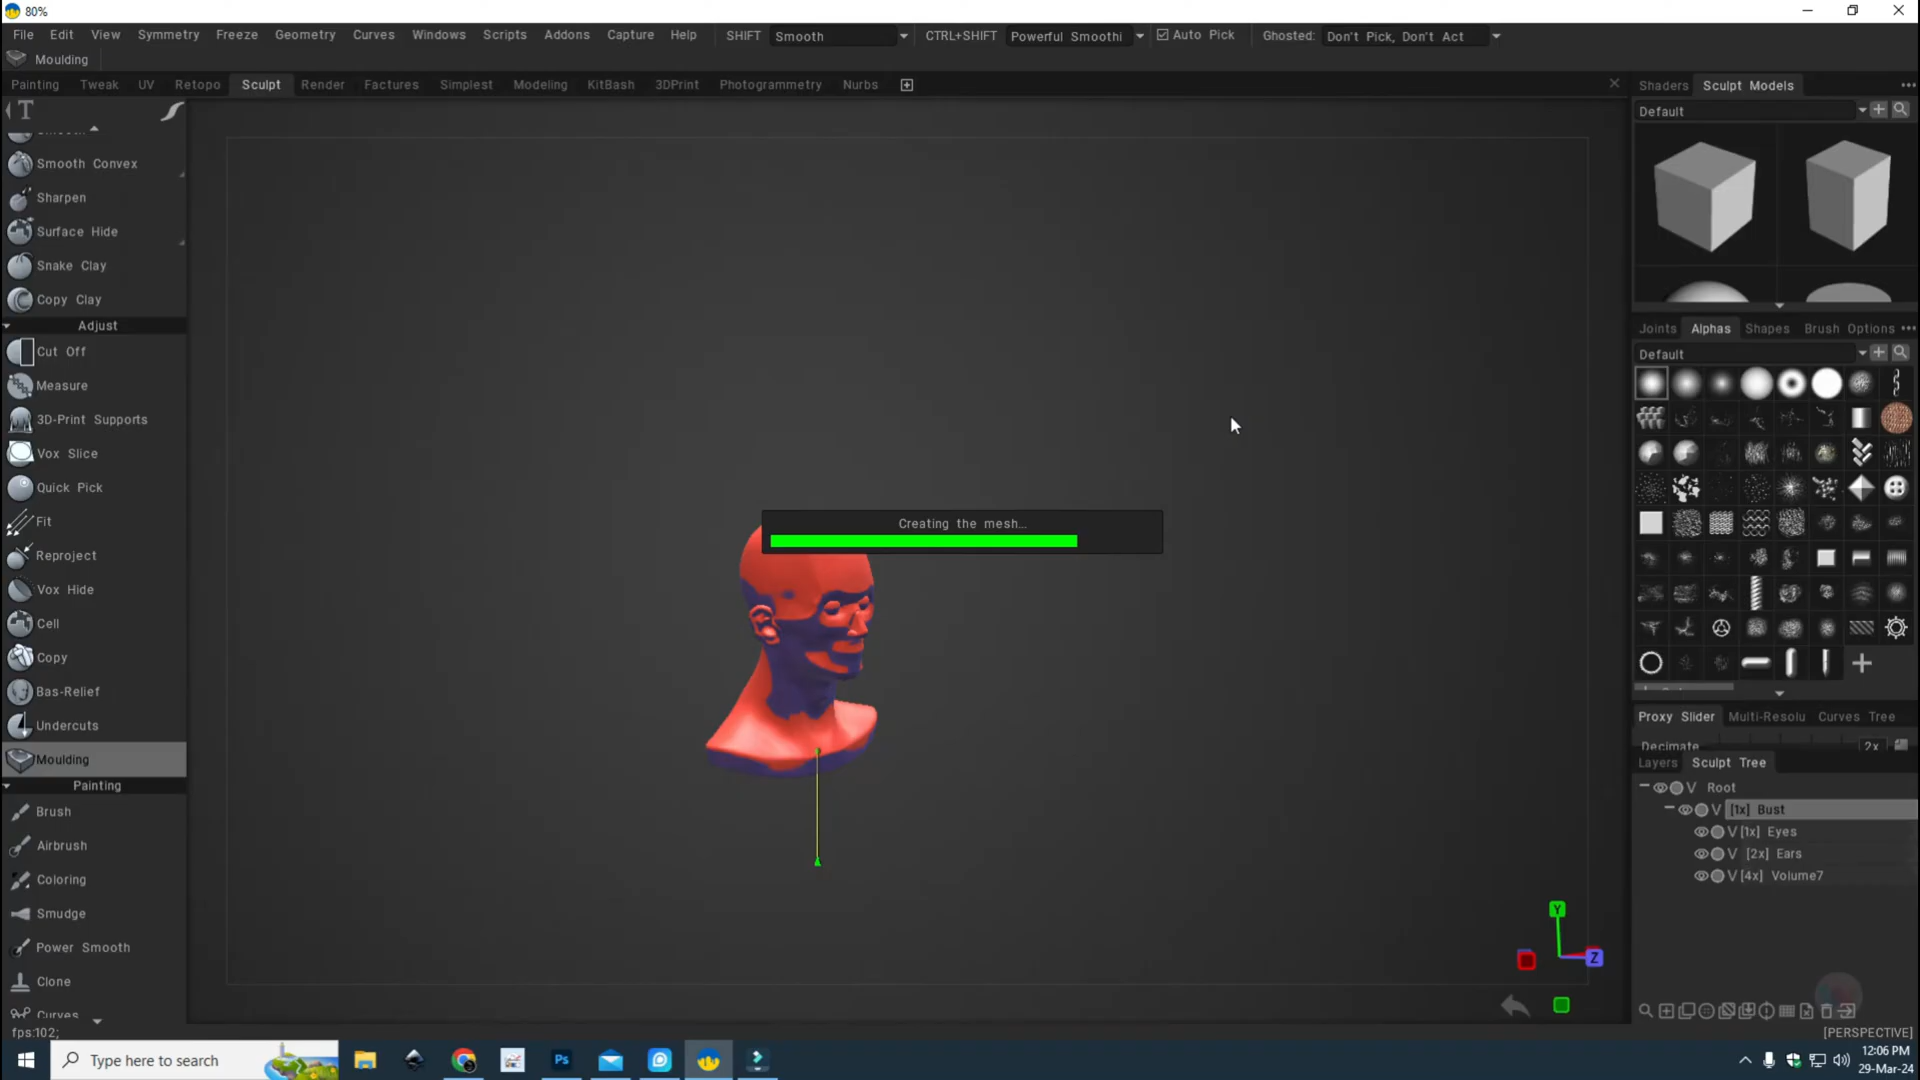 80%
File Edit View Symmetry Freeze Geometry Curves Windows Scripts Addons Capture Help SHIFT Smooth CTRL+SHIFT Powerful Smoothi Auto Pick Ghosted: Don't Pick, Don't Act
Moulding
Painting Tweak UV Retopo Sculpt Render Factures Simplest Modeling KitBash 3DPrint Photogrammetry Nurbs
Shaders Sculpt Models
Default
T
Smooth Convex
Sharpen
Surface Hide
Snake Clay
Copy Clay
Adjust
Cut Off
Measure
3D-Print Supports
Vox Slice
Quick Pick
Fit
Reproject
Vox Hide
Cell
Copy
Bas-Relief
Undercuts
Moulding
Painting
Brush
Airbrush
Coloring
Smudge
Power Smooth
Clone
Curves
fps:102;
Creating the mesh…
Joints Alphas Shapes Brush Options
Default
Proxy Slider Multi-Resolu Curves Tree
Decimate 2x
Layers Sculpt Tree
V Root
V [1x] Bust
V [1x] Eyes
V [2x] Ears
V [4x] Volume7
Y
Z
[PERSPECTIVE]
Type here to search
Ps
12:06 PM
29-Mar-24